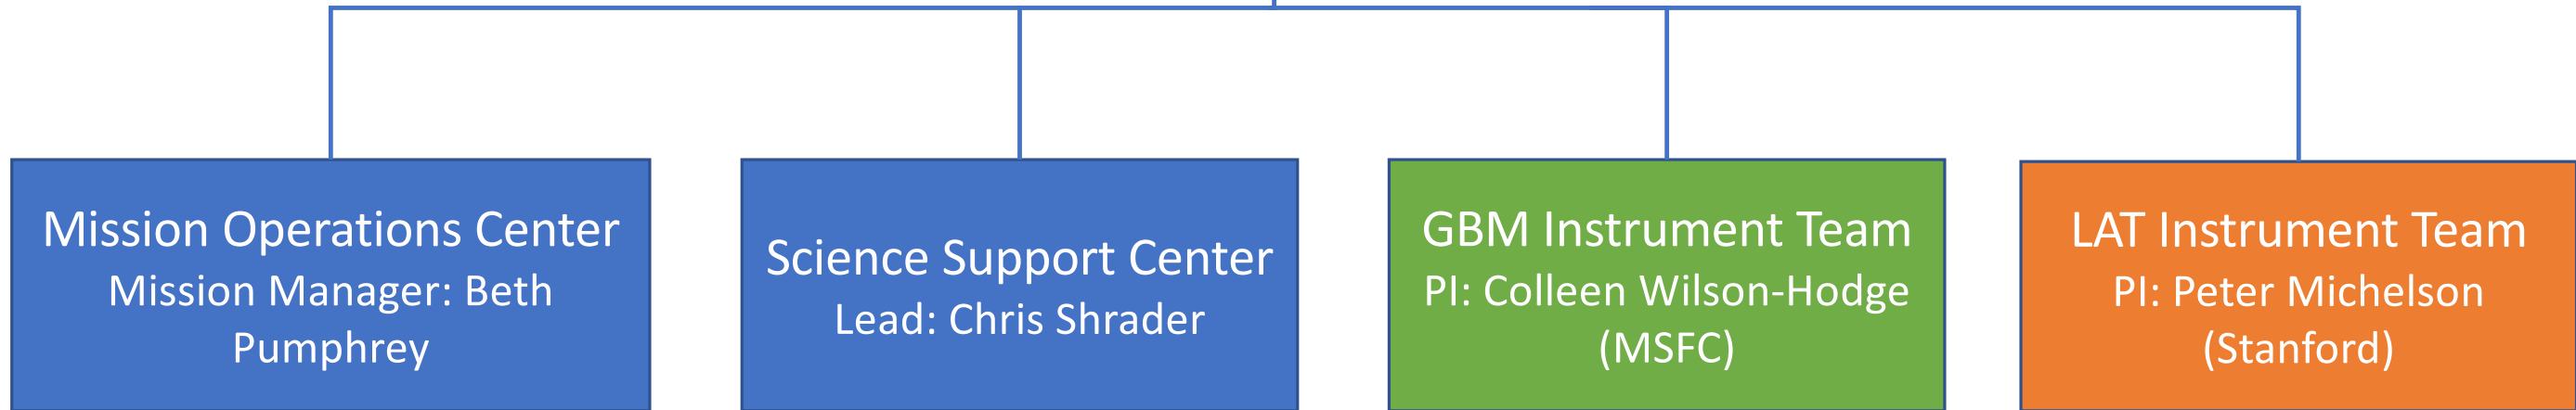 Mission Operations Center
Mission Manager: Beth
Pumphrey
Science Support Center
Lead: Chris Shrader
GBM Instrument Team
PI: Colleen Wilson-Hodge
(MSFC)
LAT Instrument Team
PI: Peter Michelson
(Stanford)